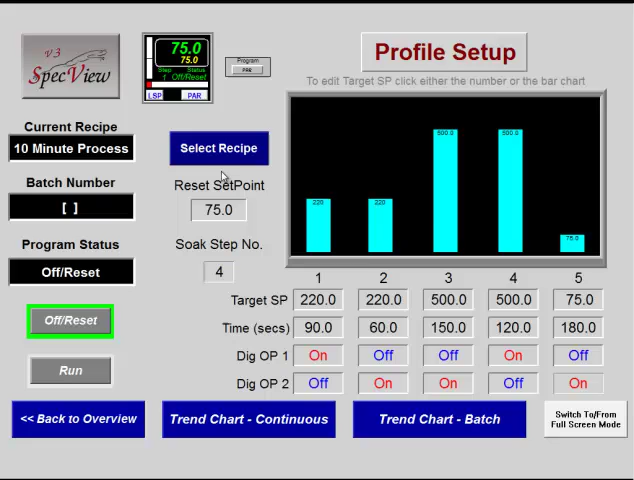 v3
SpecView
75.0
75.0
Step Status
1 Off/Reset
LSP PAR
Program
Profile Setup
To edit Target SP click either the number or the bar chart
Current Recipe
10 Minute Process
Select Recipe
Batch Number
[ ]
Reset SetPoint
75.0
Program Status
Off/Reset
Soak Step No.
4
220
220
500.0
500.0
75.0
1 2 3 4 5
Target SP 220.0 220.0 500.0 500.0 75.0
Time (secs) 90.0 60.0 150.0 120.0 180.0
Dig OP 1 On Off Off On Off
Dig OP 2 Off On On Off On
Off/Reset
Run
<< Back to Overview
Trend Chart - Continuous
Trend Chart - Batch
Switch To/From
Full Screen Mode